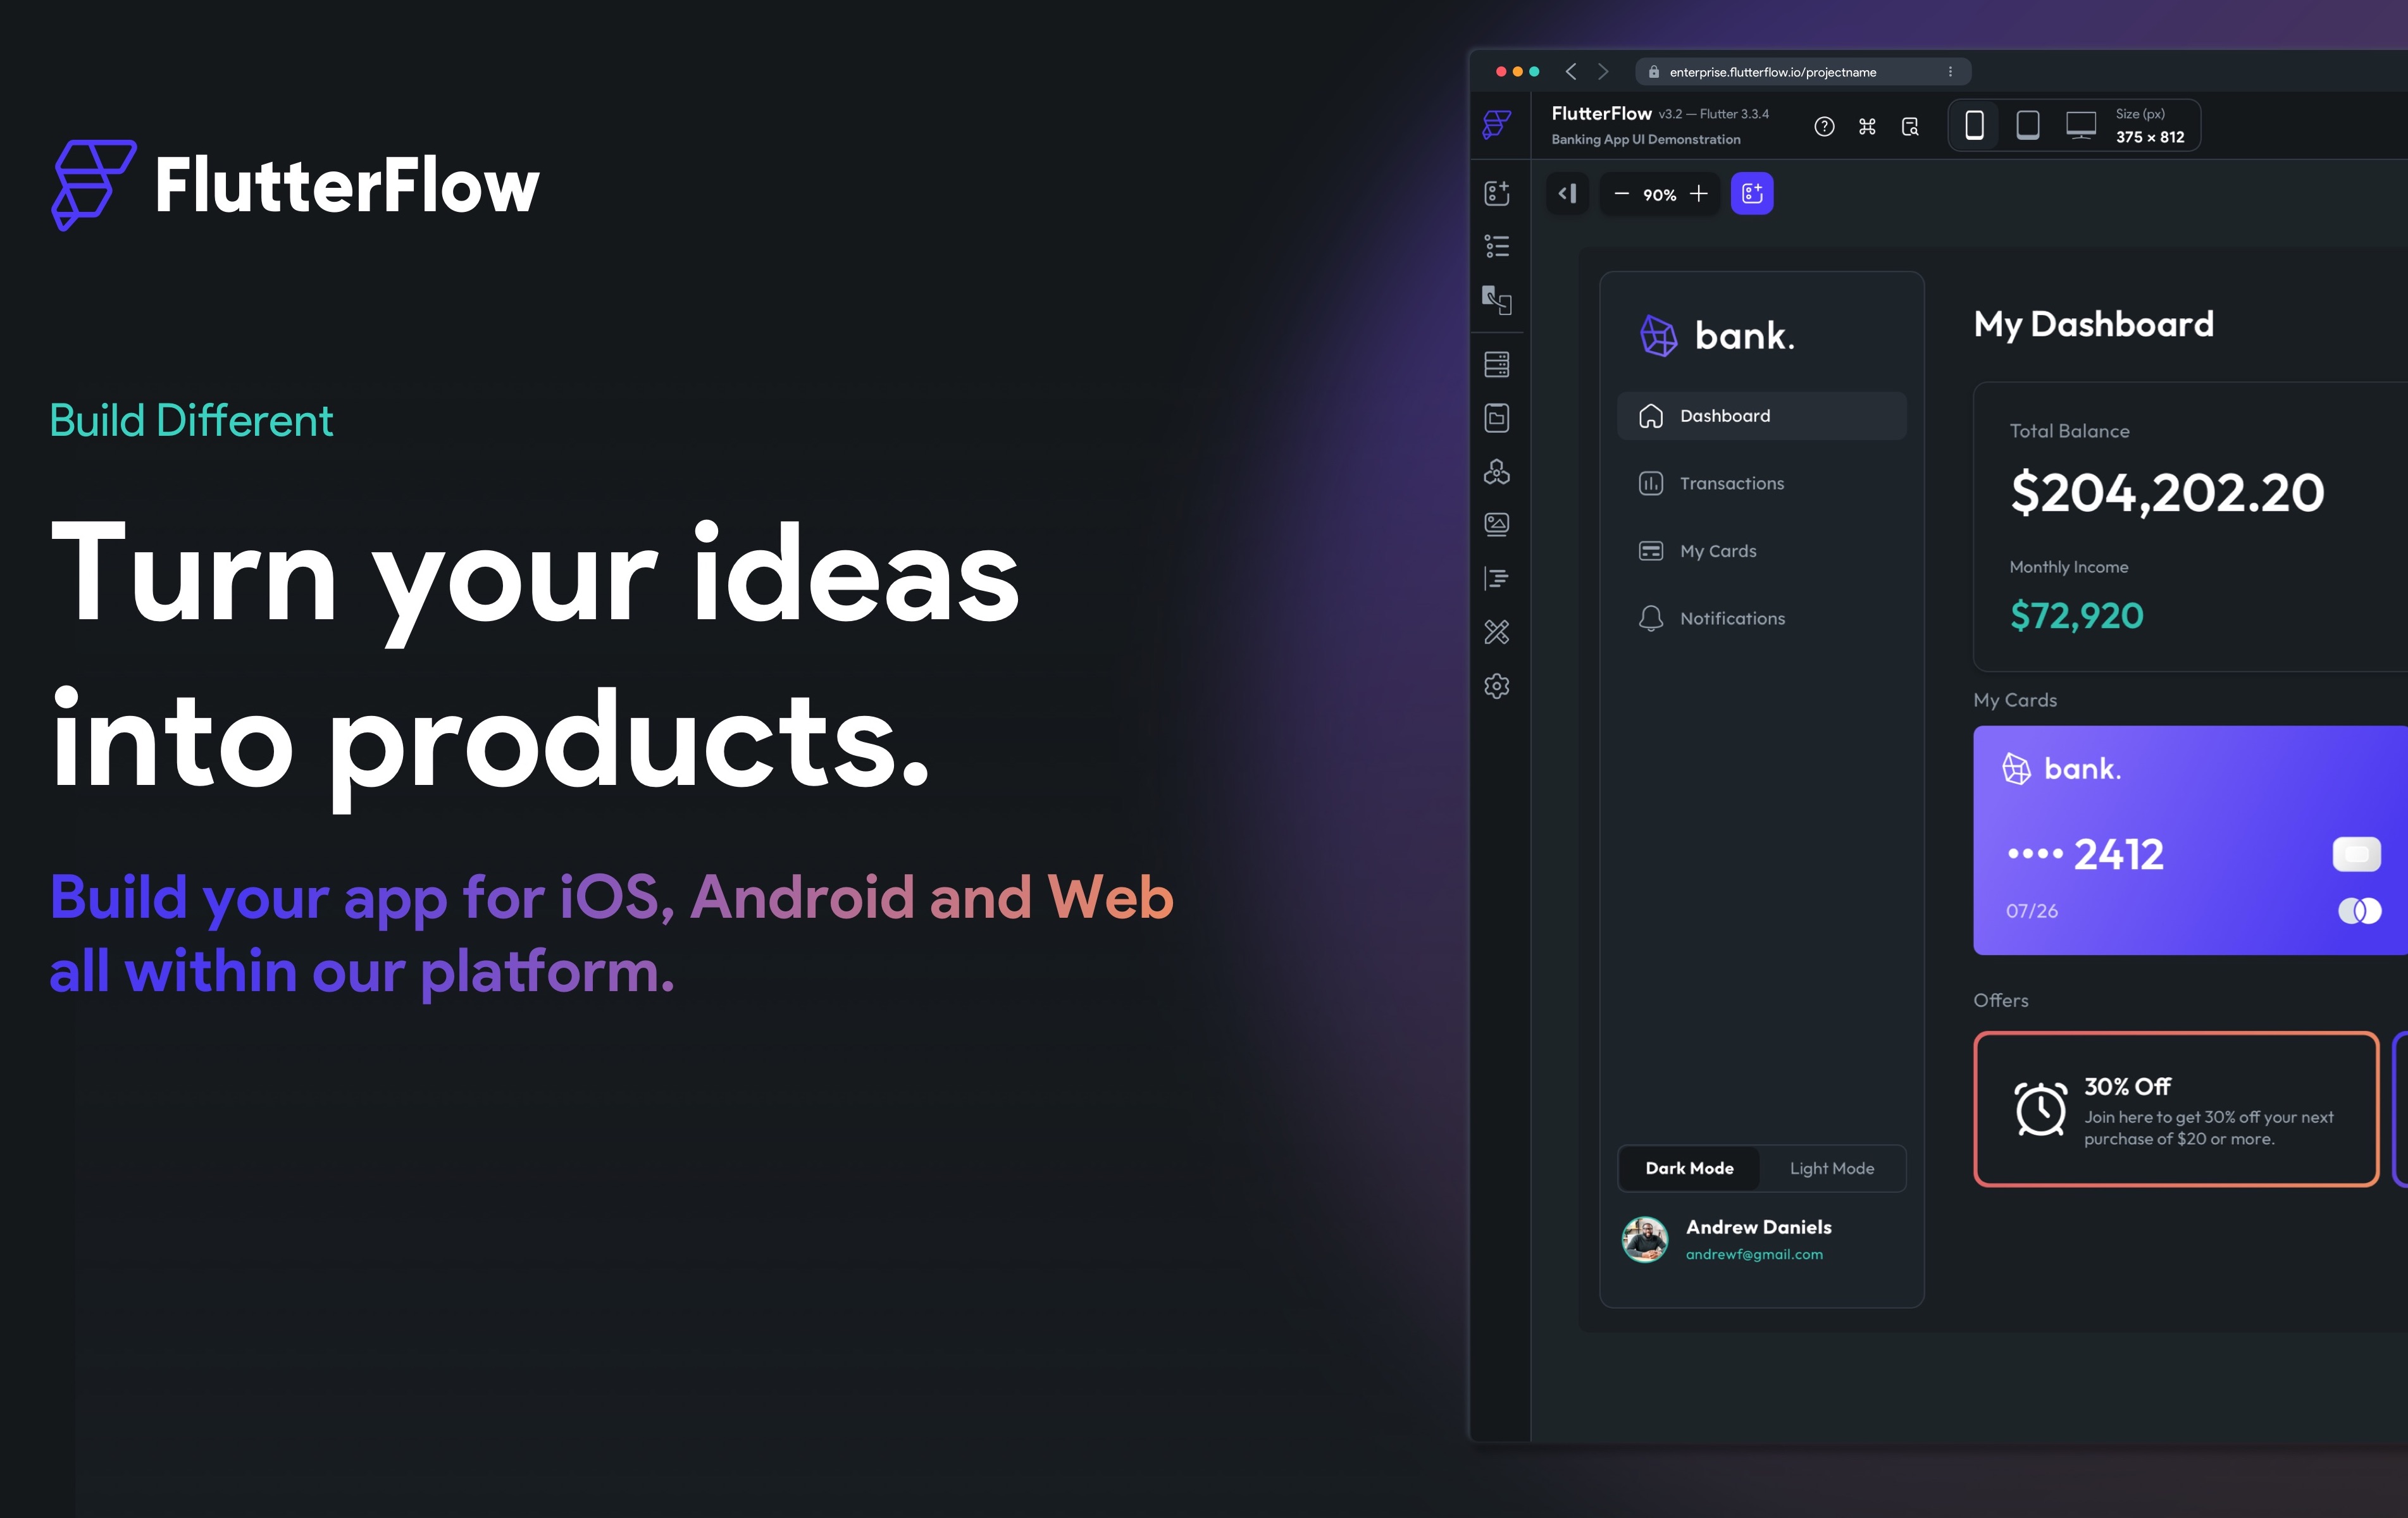 FlutterFlow
Build Different
Turn your ideas
into products.
Build your app for iOS, Android and Web
all within our platform.
enterprise.flutterflow.io/projectname
FlutterFlow v3.2 — Flutter 3.3.4
Banking App UI Demonstration
Size (px)
375 × 812
90%
bank.
Dashboard
Transactions
My Cards
Notifications
Dark Mode
Light Mode
Andrew Daniels
andrewf@gmail.com
My Dashboard
Total Balance
$204,202.20
Monthly Income
$72,920
My Cards
bank.
•••• 2412
07/26
Offers
30% Off
Join here to get 30% off your next
purchase of $20 or more.